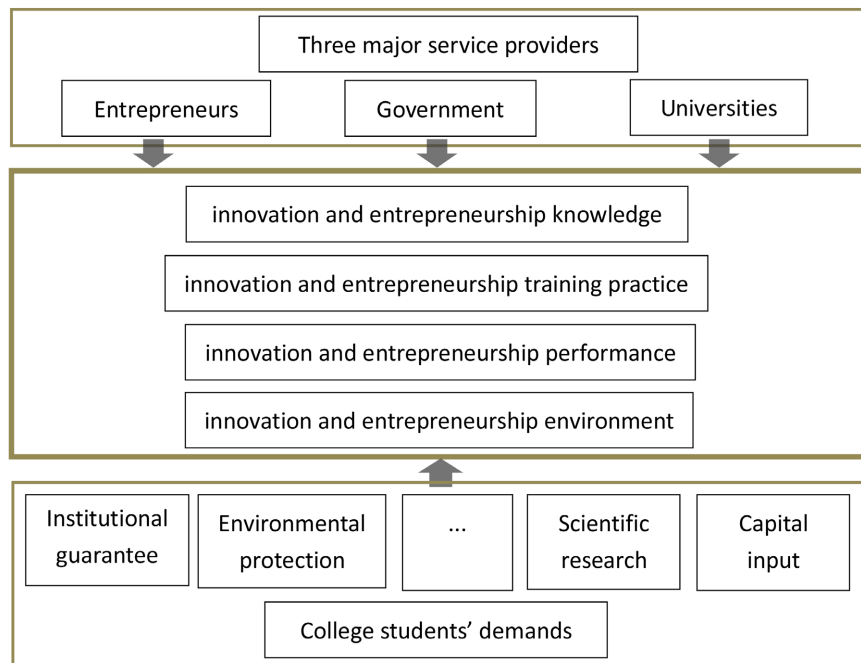 Three major service providers
Entrepreneurs
Government
Universities
innovation and entrepreneurship knowledge
innovation and entrepreneurship training practice
innovation and entrepreneurship performance
innovation and entrepreneurship environment
Institutional
guarantee
Environmental
protection
...
Scientific
research
Capital
input
College students’ demands